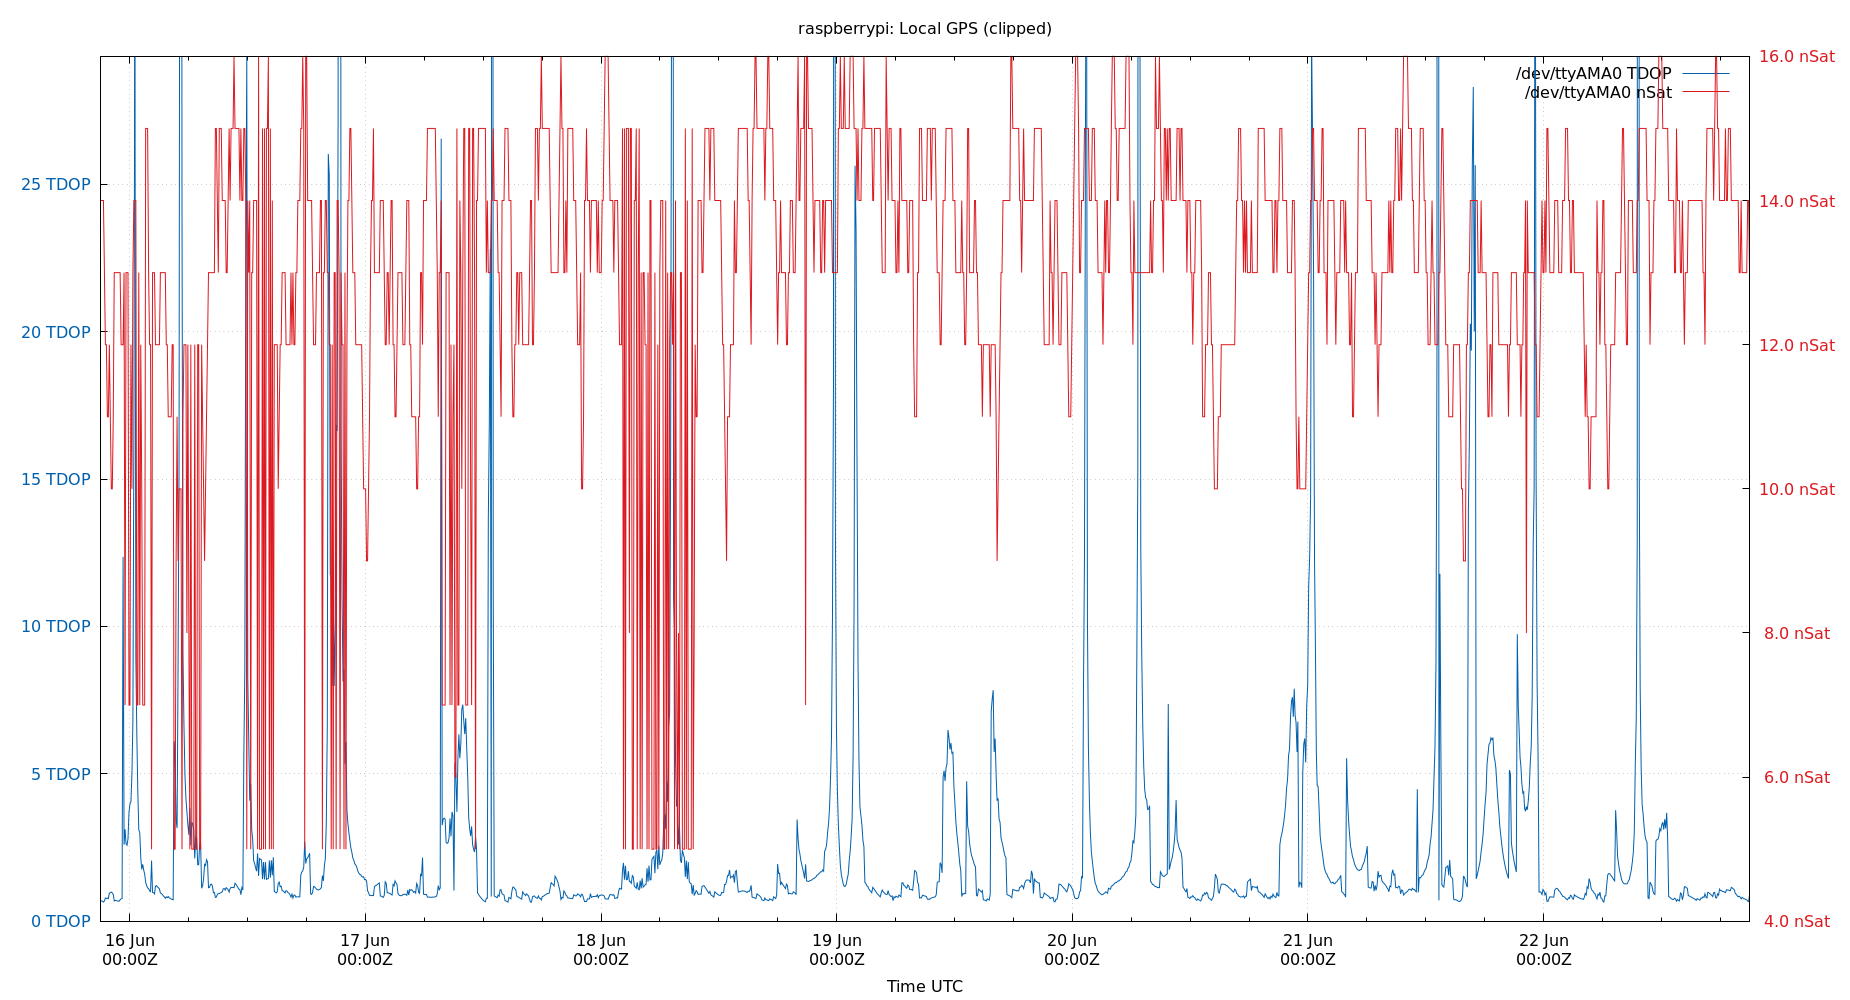 raspberrypi: Local GPS (clipped)
16.0 nSat
/dev/ttyAMA0 TDOP
/dev/ttyAMA0 nSat
25 TDOP
14.0 nSat
20 TDOP
12.0 nSat
15 TDOP
10.0 nSat
10 TDOP
8.0 nSat
5 TDOP
6.0 nSat
0 TDOP
4.0 nSat
16 Jun 17 Jun 18 Jun 19 Jun 20 Jun 21 Jun 22 Jun
00:00Z 00:00Z 00:00Z 00:00Z 00:00Z 00:00Z 00:00Z
Time UTC